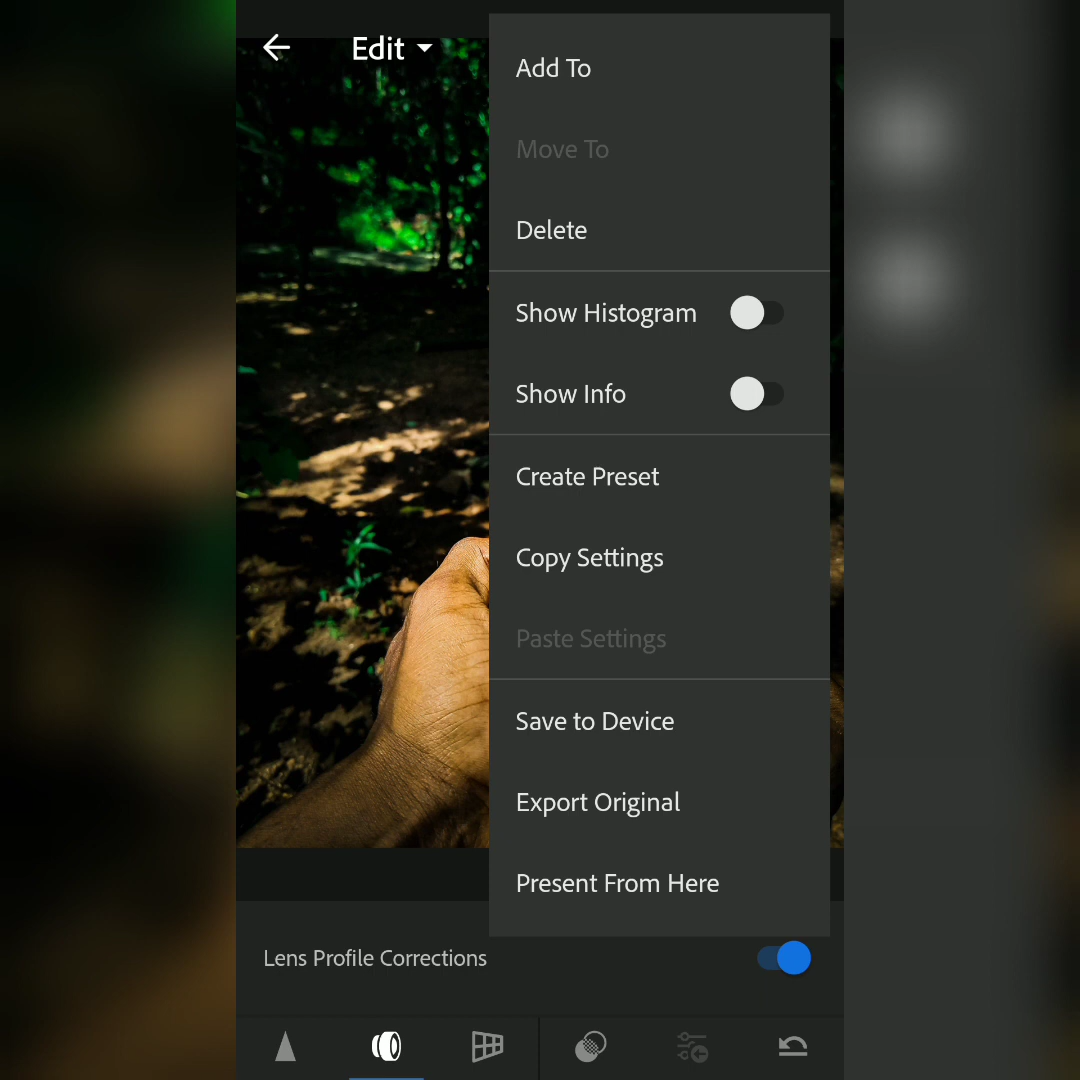 Edit
Add To
Move To
Delete
Show Histogram
Show Info
Create Preset
Copy Settings
Paste Settings
Save to Device
Export Original
Present From Here
Lens Profile Corrections